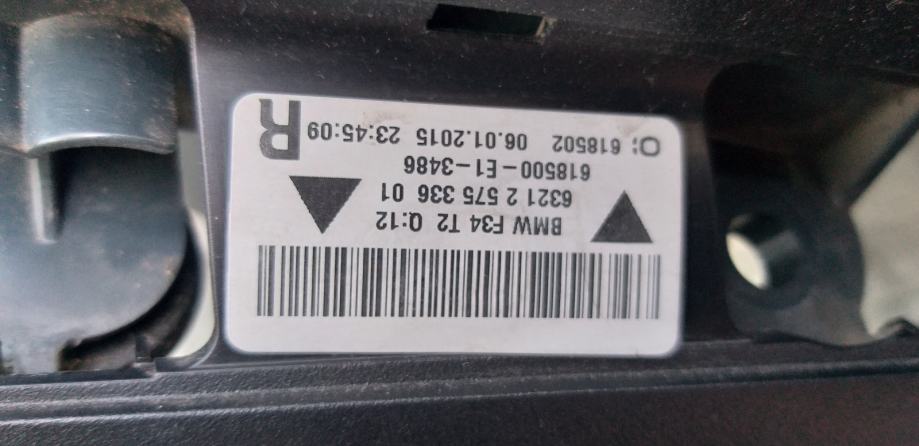 BMW F34 T2 Q:12
6321 2 575 336 01
618500-E1-3486
O: 618502 06.01.2015 23:45:09
R